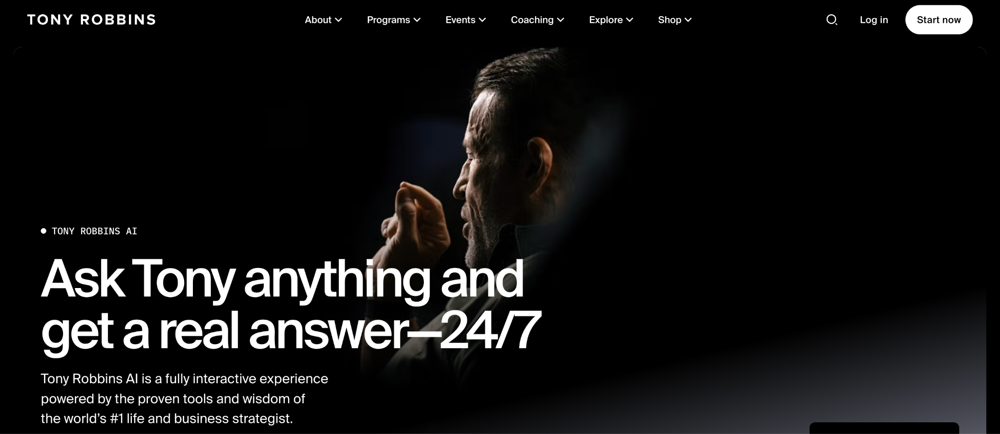 TONY ROBBINS
About
Programs
Events
Coaching
Explore
Shop
Log in
Start now
TONY ROBBINS AI
Ask Tony anything and
get a real answer—24/7
Tony Robbins AI is a fully interactive experience
powered by the proven tools and wisdom of
the world’s #1 life and business strategist.